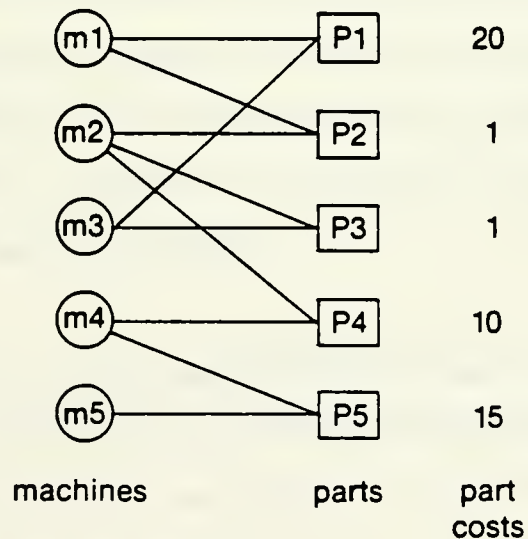 m1 P1 20
m2 P2 1
m3 P3 1
m4 P4 10
m5 P5 15
machines parts part
costs